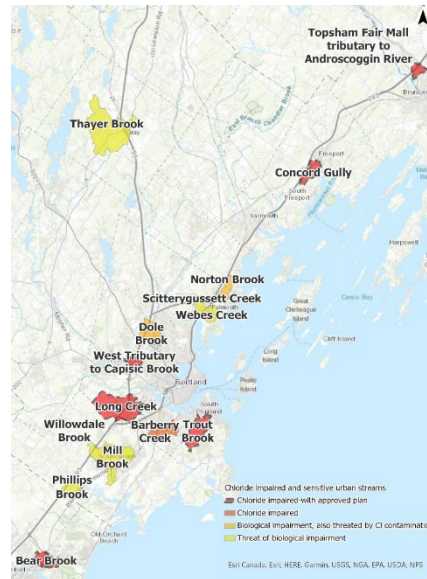 Topsham Fair Mall
tributary to
Androscoggin River
Thayer Brook
Freeport
Concord Gully
South
Freeport
Yarmouth
Harpswell
Norton Brook
Scitterygussett Creek
Falmouth
Webes Creek
Great
Chebeague
Island
Casco Bay
Cliff Island
Dole
Brook
Long
Island
West Tributary
to Capisic Brook
Portland
Peaks
Island
Long Creek
South
Portland
Willowdale
Brook
Barberry
Creek
Trout
Brook
Mill
Brook
Phillips
Brook
Old Orchard
Beach
Bear Brook
Chloride impaired and sensitive urban streams
Chloride impaired-with approved plan
Chloride impaired
Biological impairment, also threatened by Cl contaminatio
Threat of biological impairment
Esri Canada, Esri, HERE, Garmin, USGS, NGA, EPA, USDA, NPS